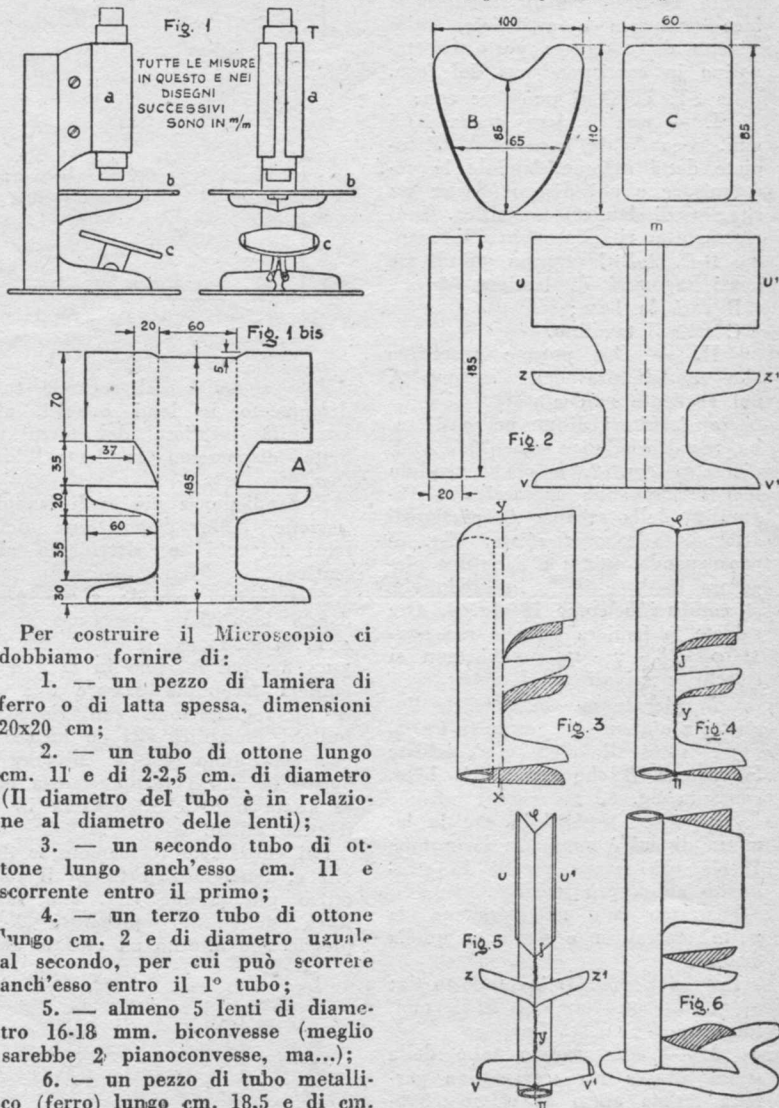 Fig. 1
T
TUTTE LE MISURE
IN QUESTO E NEI
DISEGNI
SUCCESSIVI
SONO IN m/m
a
a
b
b
c
c
100
B
85
65
110
60
C
85
Fig. 1 bis
20
60
5
70
37
35
A
185
20
60
35
30
185
20
Fig. 2
m
u
u'
z
z'
v
v'
y
Fig. 3
x
φ
J
y
Fig. 4
π
φ
u
u'
Fig. 5
J
z
z'
y
v
v'
π
Fig. 6
Per costruire il Microscopio ci
dobbiamo fornire di:
1. — un pezzo di lamiera di
ferro o di latta spessa, dimensioni
20x20 cm;
2. — un tubo di ottone lungo
cm. 11 e di 2-2,5 cm. di diametro
(Il diametro del tubo è in relazio-
ne al diametro delle lenti);
3. — un secondo tubo di ot-
tone lungo anch'esso cm. 11 e
scorrente entro il primo;
4. — un terzo tubo di ottone
lungo cm. 2 e di diametro uguale
al secondo, per cui può scorrere
anch'esso entro il 1° tubo;
5. — almeno 5 lenti di diame-
tro 16-18 mm. biconvesse (meglio
sarebbe 2 pianoconvesse, ma...);
6. — un pezzo di tubo metalli-
co (ferro) lungo cm. 18,5 e di cm.